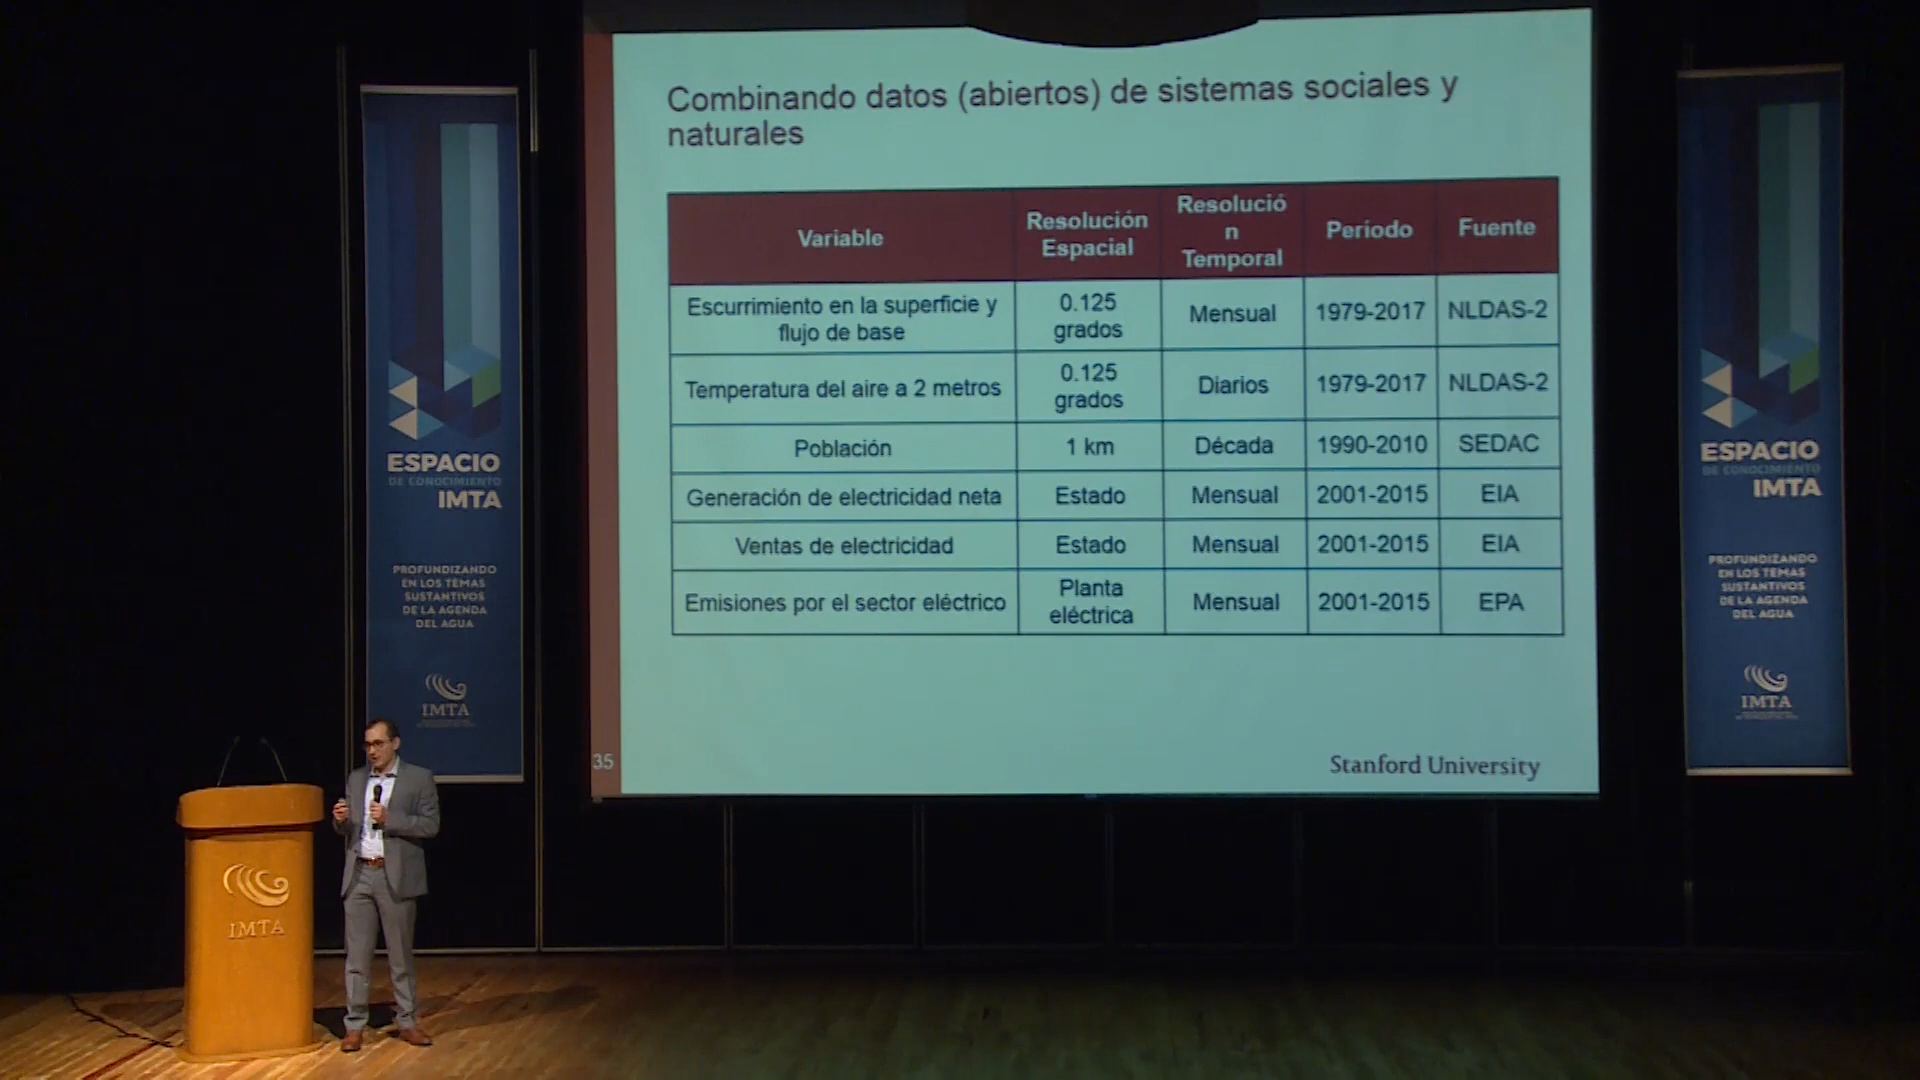 Combinando datos (abiertos) de sistemas sociales y
naturales
Variable
Resolución
Espacial
Resolució
n
Temporal
Periodo
Fuente
Escurrimiento en la superficie y
flujo de base
0.125
grados
Mensual
1979-2017
NLDAS-2
Temperatura del aire a 2 metros
0.125
grados
Diarios
1979-2017
NLDAS-2
Población
1 km
Década
1990-2010
SEDAC
Generación de electricidad neta
Estado
Mensual
2001-2015
EIA
Ventas de electricidad
Estado
Mensual
2001-2015
EIA
Emisiones por el sector eléctrico
Planta
eléctrica
Mensual
2001-2015
EPA
35
Stanford University
ESPACIO
DE CONOCIMIENTO
IMTA
PROFUNDIZANDO
EN LOS TEMAS
SUSTANTIVOS
DE LA AGENDA
DEL AGUA
IMTA
ESPACIO
DE CONOCIMIENTO
IMTA
PROFUNDIZANDO
EN LOS TEMAS
SUSTANTIVOS
DE LA AGENDA
DEL AGUA
IMTA
IMTA